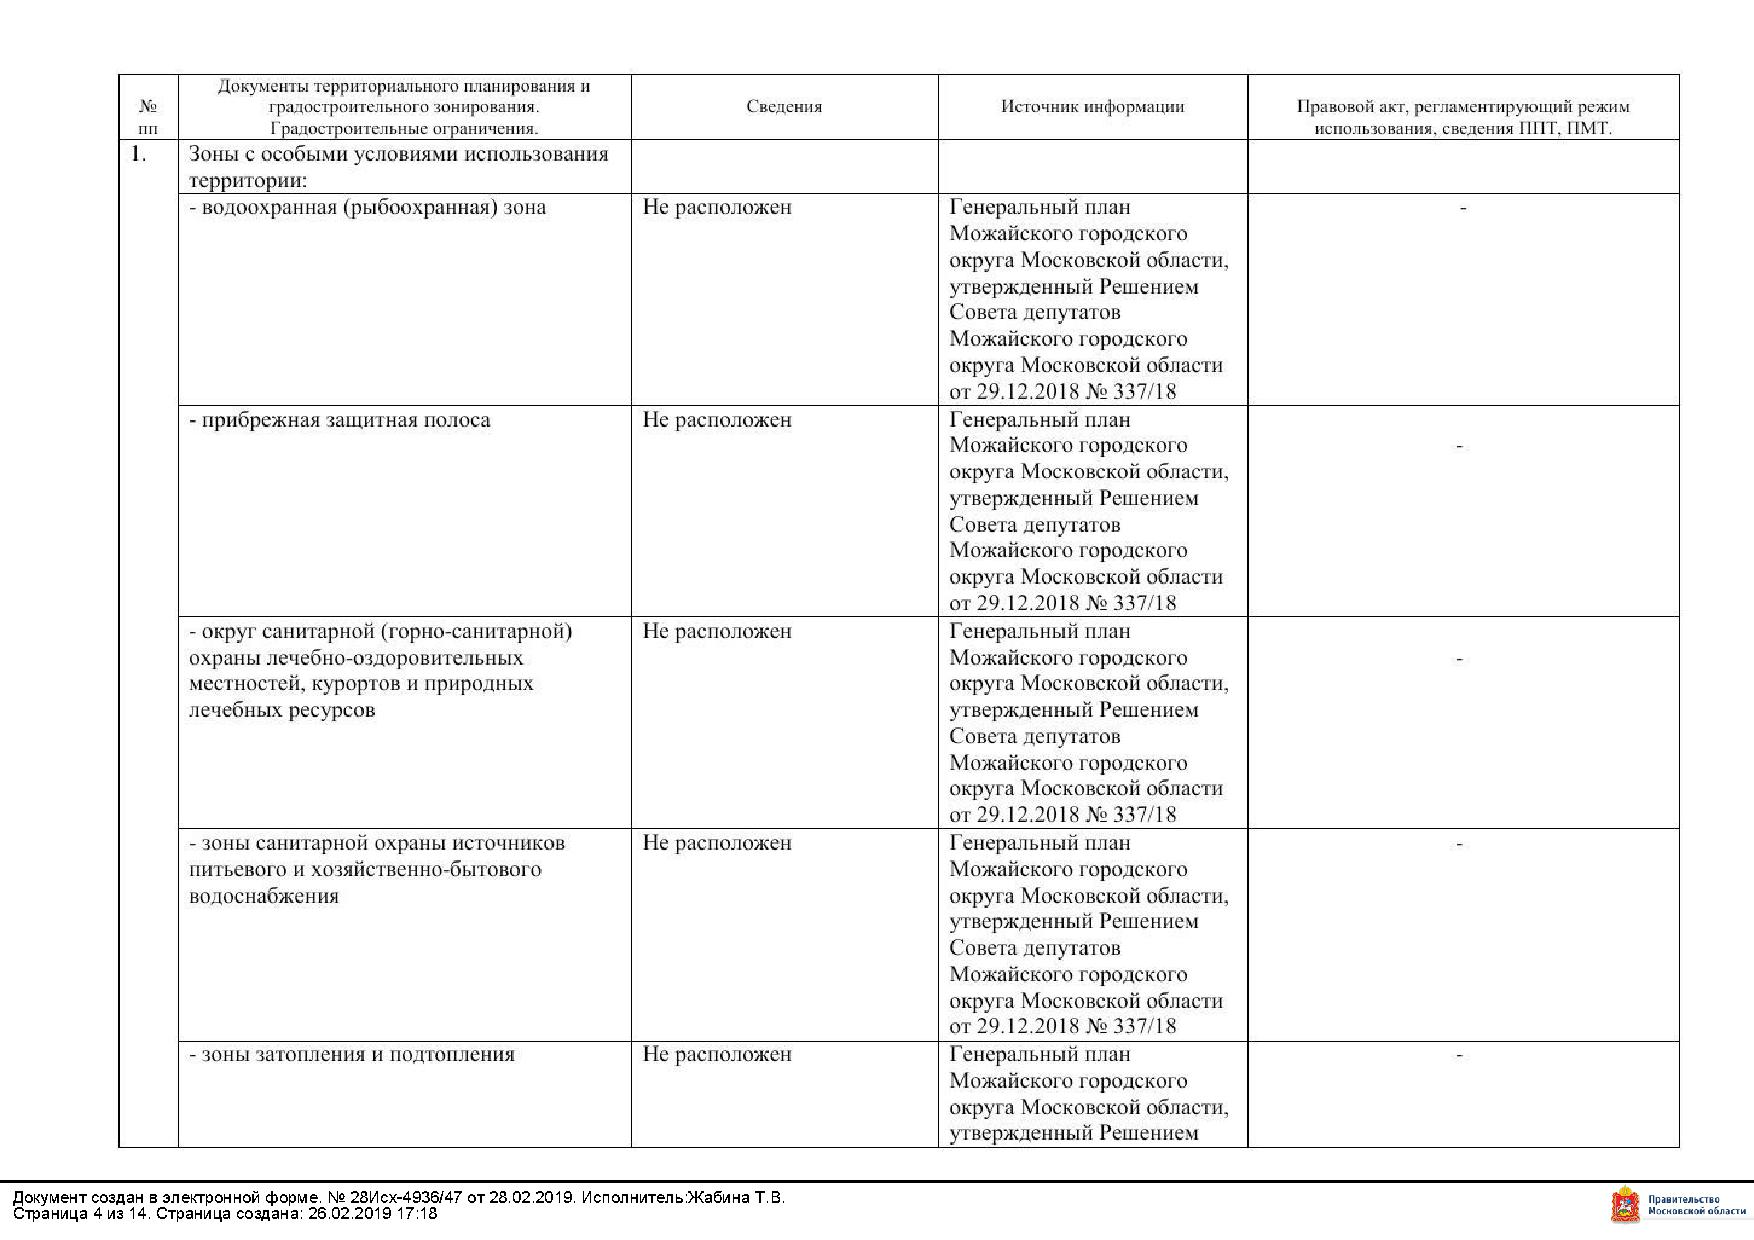 №
пп
Документы территориального планирования и
градостроительного зонирования.
Градостроительные ограничения.
Сведения
Источник информации
Правовой акт, регламентирующий режим
использования, сведения ППТ, ПМТ.
1.
Зоны с особыми условиями использования
территории:
- водоохранная (рыбоохранная) зона
Не расположен
Генеральный план
Можайского городского
округа Московской области,
утвержденный Решением
Совета депутатов
Можайского городского
округа Московской области
от 29.12.2018 № 337/18
-
- прибрежная защитная полоса
Не расположен
Генеральный план
Можайского городского
округа Московской области,
утвержденный Решением
Совета депутатов
Можайского городского
округа Московской области
от 29.12.2018 № 337/18
-
- округ санитарной (горно-санитарной)
охраны лечебно-оздоровительных
местностей, курортов и природных
лечебных ресурсов
Не расположен
Генеральный план
Можайского городского
округа Московской области,
утвержденный Решением
Совета депутатов
Можайского городского
округа Московской области
от 29.12.2018 № 337/18
-
- зоны санитарной охраны источников
питьевого и хозяйственно-бытового
водоснабжения
Не расположен
Генеральный план
Можайского городского
округа Московской области,
утвержденный Решением
Совета депутатов
Можайского городского
округа Московской области
от 29.12.2018 № 337/18
-
- зоны затопления и подтопления
Не расположен
Генеральный план
Можайского городского
округа Московской области,
утвержденный Решением
-
Документ создан в электронной форме. № 28Исх-4936/47 от 28.02.2019. Исполнитель:Жабина Т.В.
Страница 4 из 14. Страница создана: 26.02.2019 17:18
Правительство
Московской области